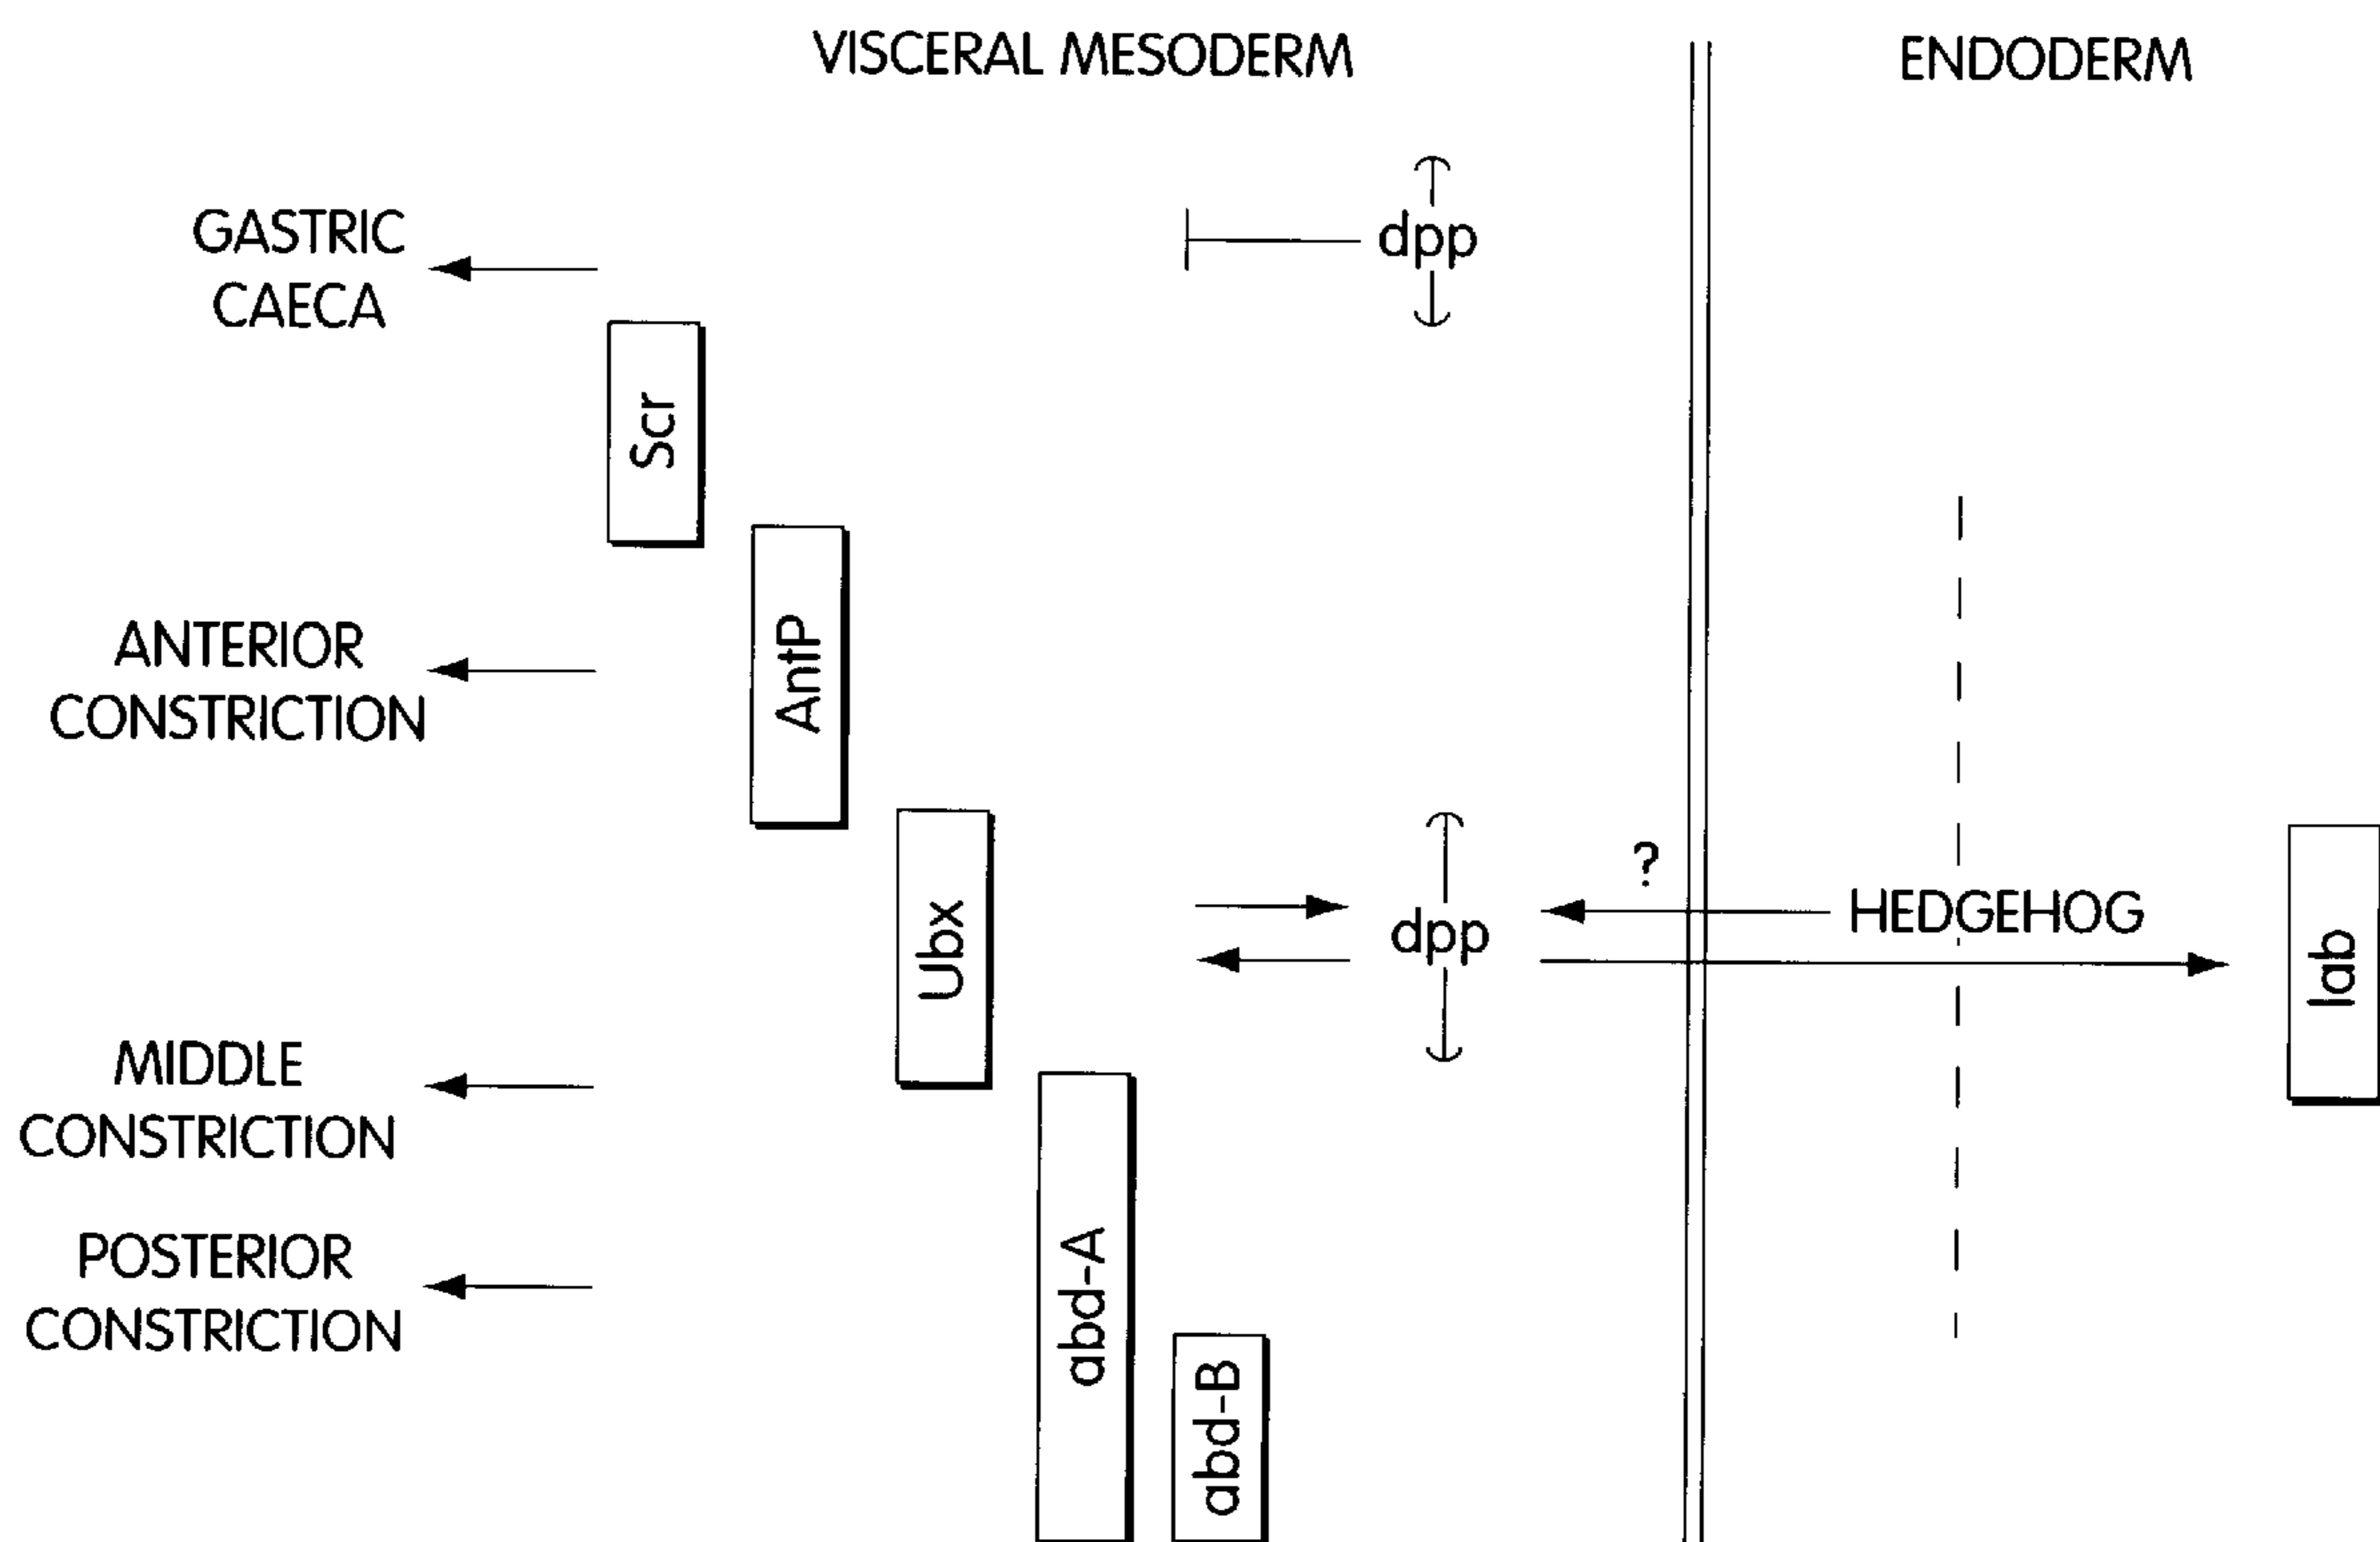 VISCERAL MESODERM
ENDODERM
dpp
GASTRIC
CAECA
Scr
AntP
ANTERIOR
CONSTRICTION
Ubx
?
dpp
HEDGEHOG
lab
MIDDLE
CONSTRICTION
abd-A
POSTERIOR
CONSTRICTION
abd-B